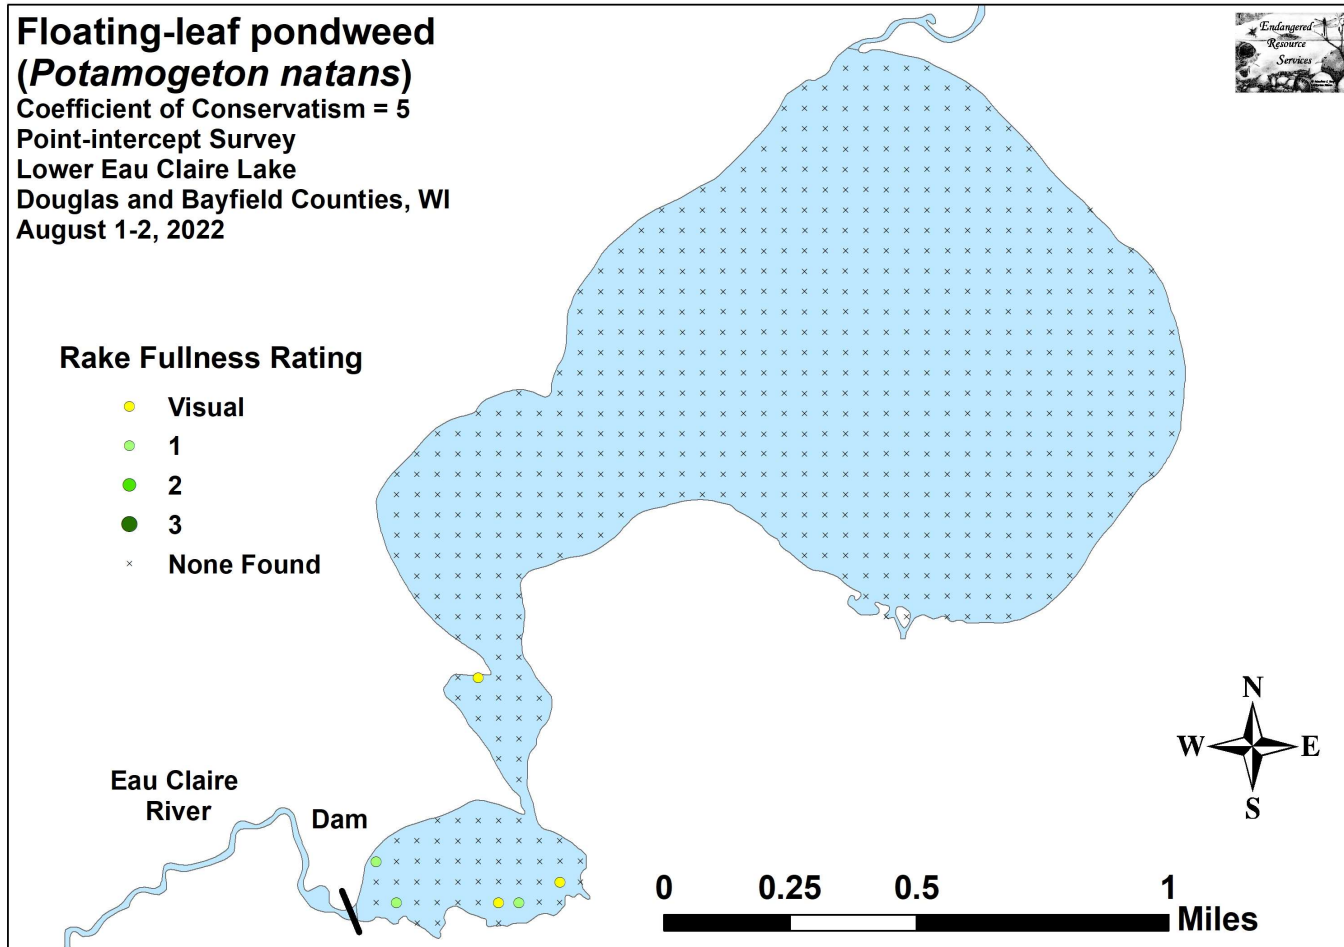 Floating-leaf pondweed
(Potamogeton natans)
Coefficient of Conservatism = 5
Point-intercept Survey
Lower Eau Claire Lake
Douglas and Bayfield Counties, WI
August 1-2, 2022
Endangered
Resource
Services
Rake Fullness Rating
Visual
1
2
3
None Found
N
W E
S
Eau Claire
River
Dam
0 0.25 0.5 1
Miles